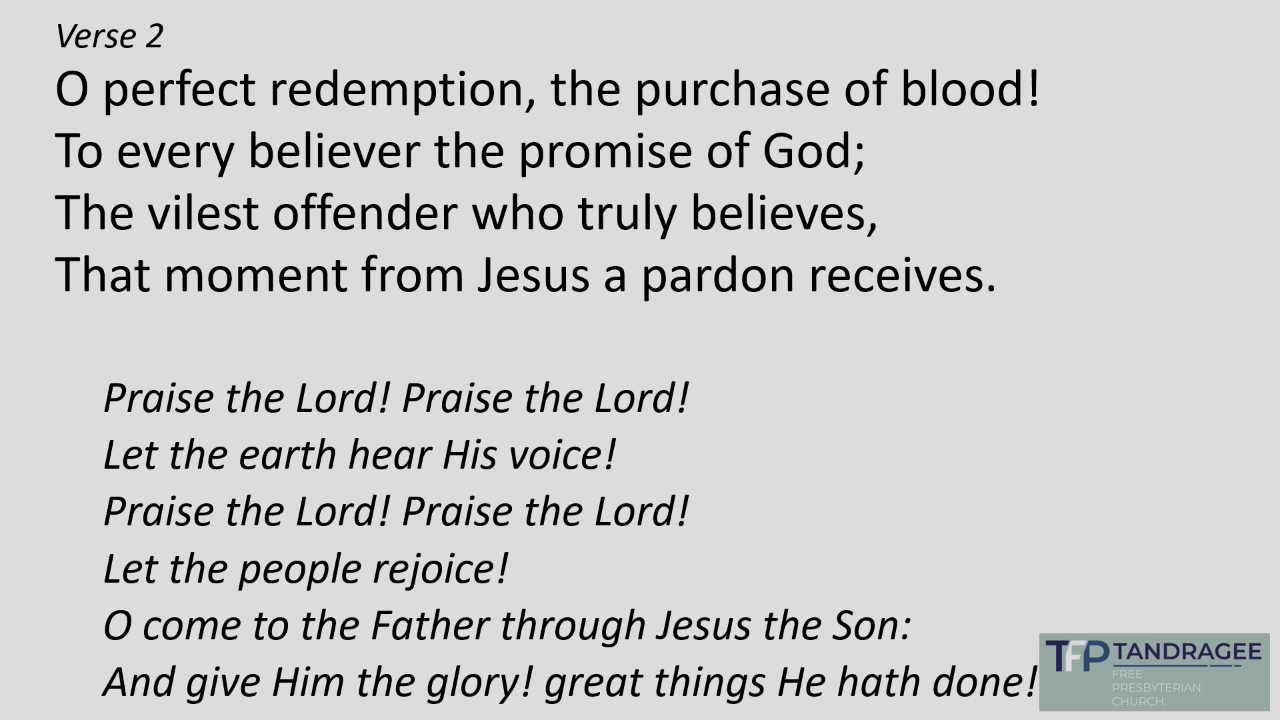 Verse 2
O perfect redemption, the purchase of blood!
To every believer the promise of God;
The vilest offender who truly believes,
That moment from Jesus a pardon receives.
Praise the Lord! Praise the Lord!
Let the earth hear His voice!
Praise the Lord! Praise the Lord!
Let the people rejoice!
O come to the Father through Jesus the Son:
And give Him the glory! great things He hath done!
TFP TANDRAGEE
FREE
PRESBYTERIAN
CHURCH